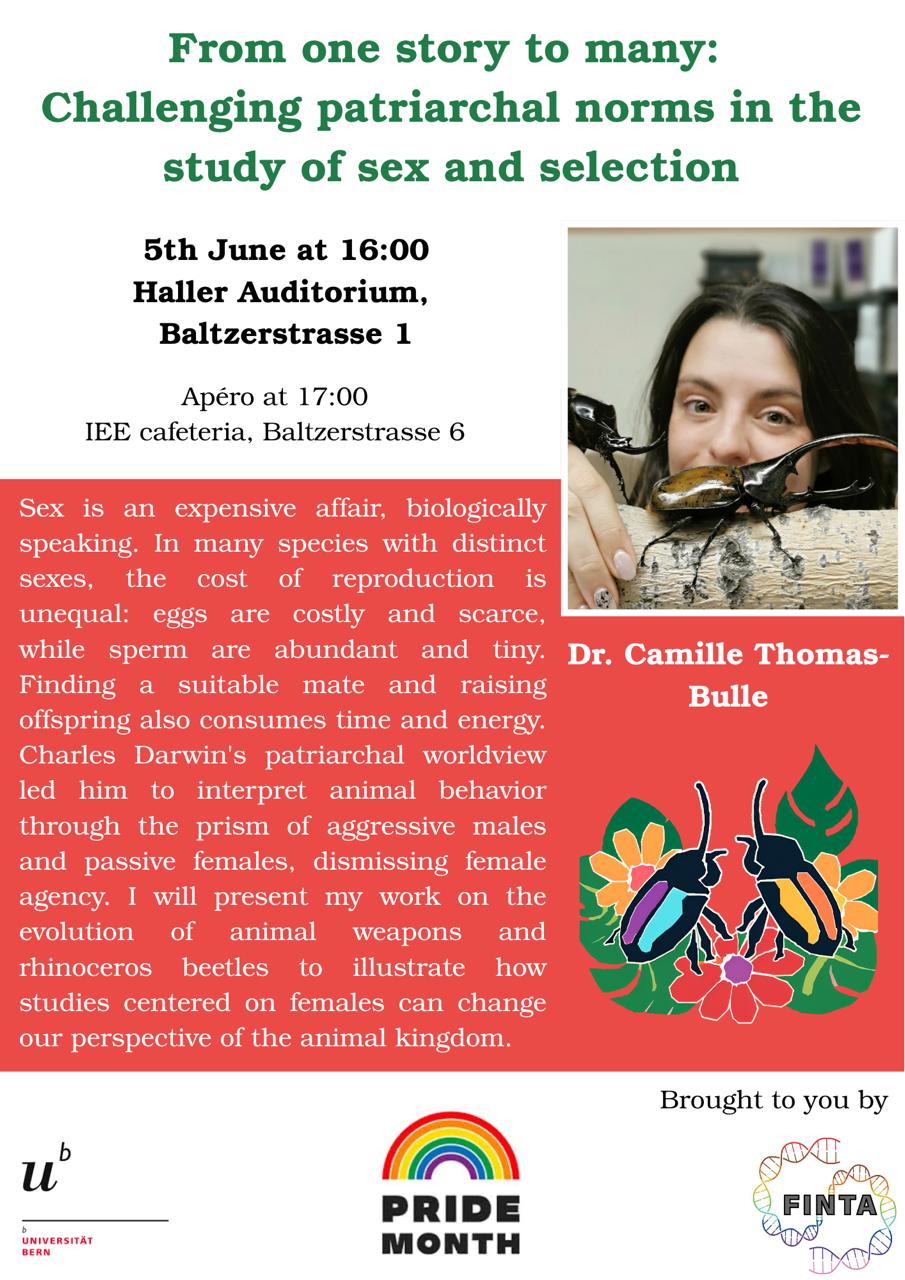 From one story to many:
Challenging patriarchal norms in the
study of sex and selection
5th June at 16:00
Haller Auditorium,
Baltzerstrasse 1
Apéro at 17:00
IEE cafeteria, Baltzerstrasse 6
Sex is an expensive affair, biologically
speaking. In many species with distinct
sexes, the cost of reproduction is
unequal: eggs are costly and scarce,
while sperm are abundant and tiny.
Finding a suitable mate and raising
offspring also consumes time and energy.
Charles Darwin's patriarchal worldview
led him to interpret animal behavior
through the prism of aggressive males
and passive females, dismissing female
agency. I will present my work on the
evolution of animal weapons and
rhinoceros beetles to illustrate how
studies centered on females can change
our perspective of the animal kingdom.
Dr. Camille Thomas-
Bulle
Brought to you by
u b
b
UNIVERSITÄT
BERN
PRIDE
MONTH
FINTA